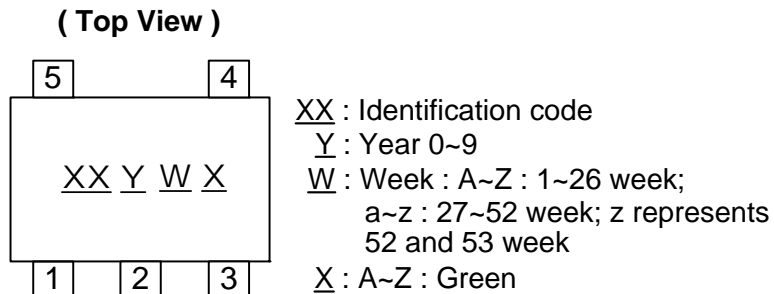 ( Top View )
5 4
XX Y W X
1 2 3
XX : Identification code
Y : Year 0~9
W : Week : A~Z : 1~26 week;
a~z : 27~52 week; z represents
52 and 53 week
X : A~Z : Green